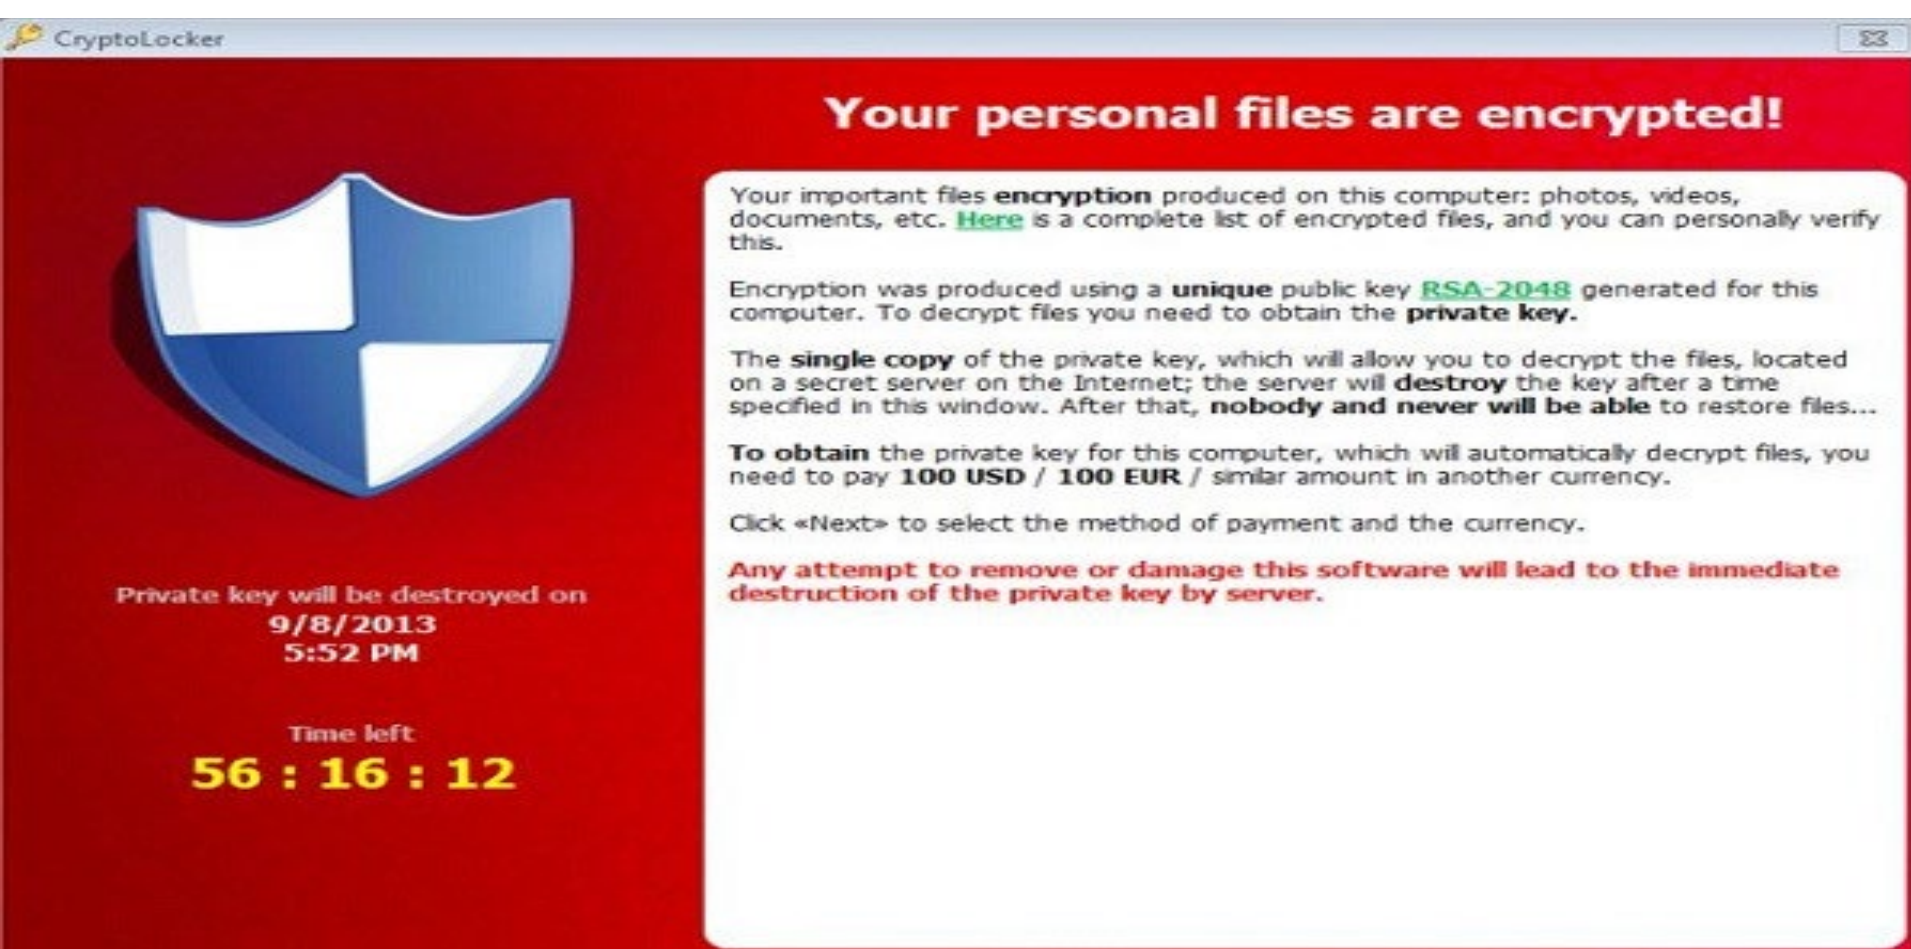 CryptoLocker
Your personal files are encrypted!
Your important files encryption produced on this computer: photos, videos,
documents, etc. Here is a complete list of encrypted files, and you can personally verify
this.
Encryption was produced using a unique public key RSA-2048 generated for this
computer. To decrypt files you need to obtain the private key.
The single copy of the private key, which will allow you to decrypt the files, located
on a secret server on the Internet; the server will destroy the key after a time
specified in this window. After that, nobody and never will be able to restore files...
To obtain the private key for this computer, which will automatically decrypt files, you
need to pay 100 USD / 100 EUR / similar amount in another currency.
Click «Next» to select the method of payment and the currency.
Any attempt to remove or damage this software will lead to the immediate
destruction of the private key by server.
Private key will be destroyed on
9/8/2013
5:52 PM
Time left
56 : 16 : 12